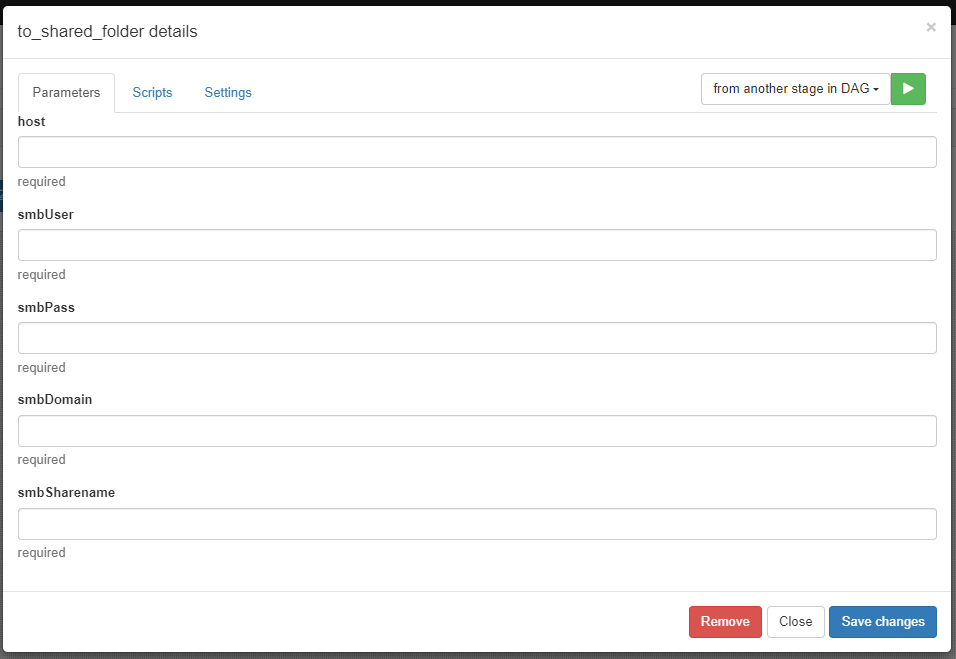 to_shared_folder details
×
Parameters
Scripts
Settings
from another stage in DAG
host
required
smbUser
required
smbPass
required
smbDomain
required
smbSharename
required
Remove
Close
Save changes